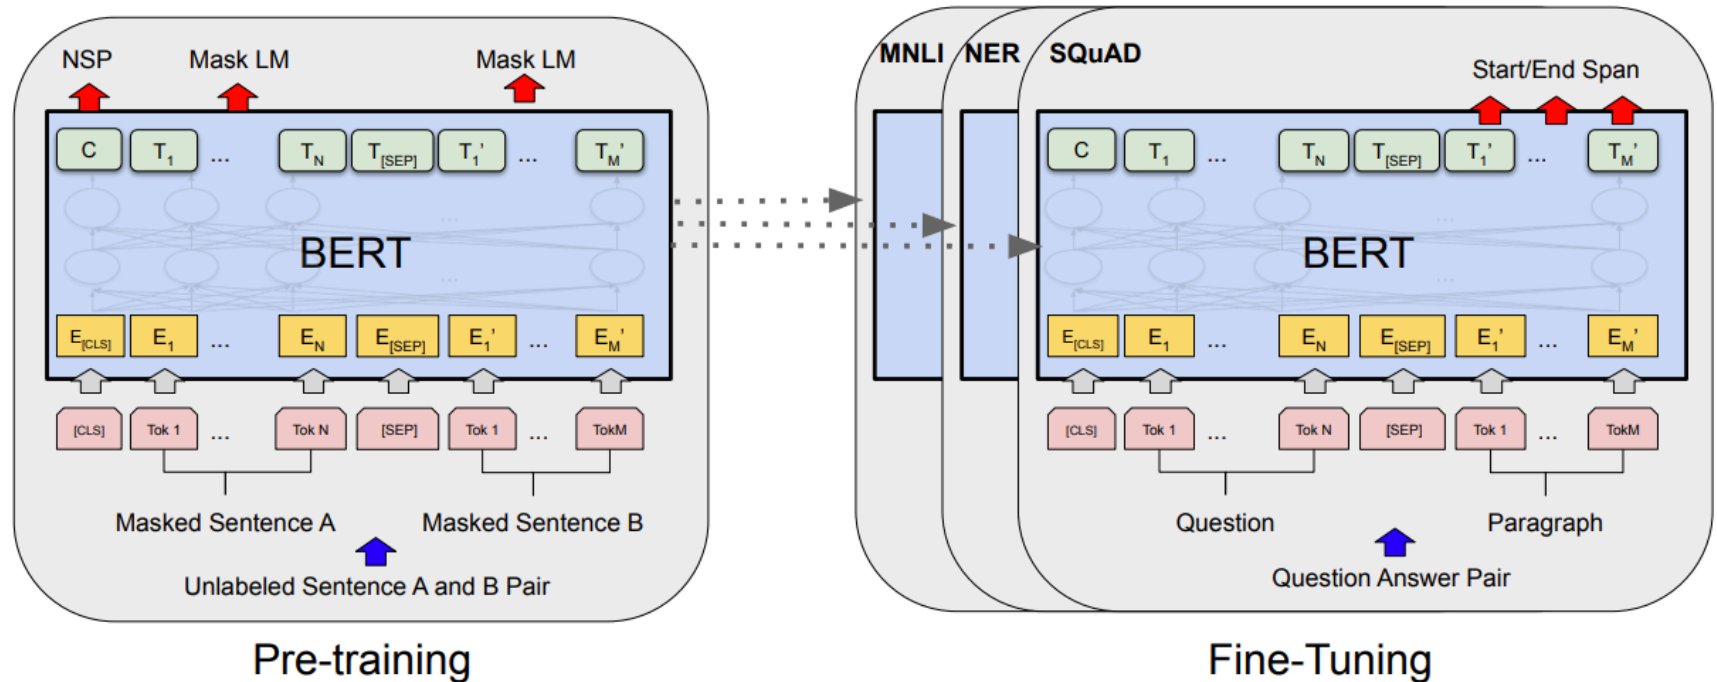 NSP Mask LM Mask LM
C T1 ... TN T[SEP] T1' ... TM'
...
BERT
...
E[CLS] E1 ... EN E[SEP] E1' ... EM'
[CLS] Tok 1 ... Tok N [SEP] Tok 1 ... TokM
Masked Sentence A Masked Sentence B
Unlabeled Sentence A and B Pair
Pre-training
MNLI NER SQuAD
Start/End Span
C T1 ... TN T[SEP] T1' ... TM'
...
BERT
...
E[CLS] E1 ... EN E[SEP] E1' ... EM'
[CLS] Tok 1 ... Tok N [SEP] Tok 1 ... TokM
Question Paragraph
Question Answer Pair
Fine-Tuning